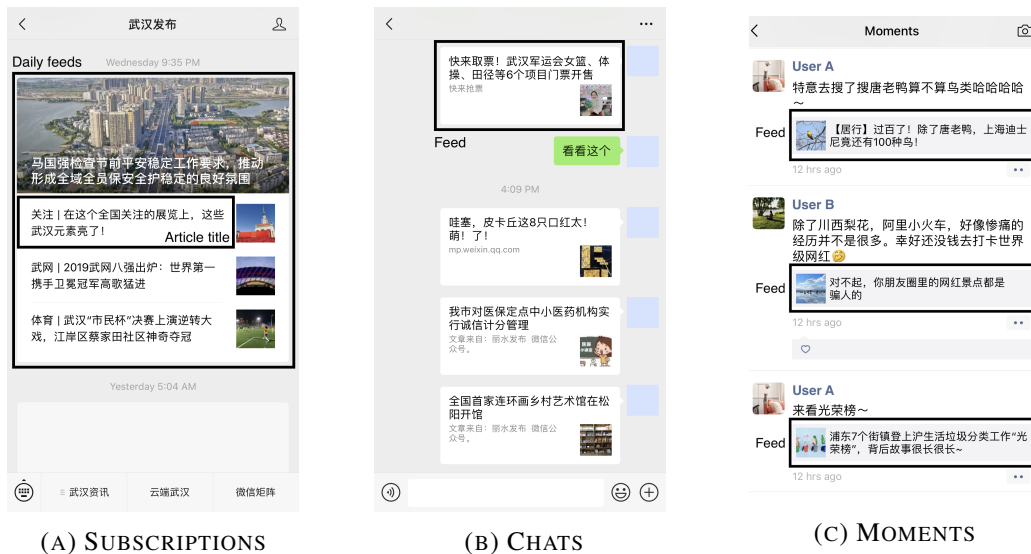 武汉发布
Daily feeds
Wednesday 9:35 PM
马国强检查节前平安稳定工作要求，推动
形成全域全员保安全护稳定的良好氛围
关注 | 在这个全国关注的展览上，这些
武汉元素亮了！
Article title
武网 | 2019武网八强出炉：世界第一
携手卫冕冠军高歌猛进
体育 | 武汉“市民杯”决赛上演逆转大
戏，江岸区蔡家田社区神奇夺冠
Yesterday 5:04 AM
武汉资讯
云端武汉
微信矩阵
(A) SUBSCRIPTIONS
快来取票！武汉军运会女篮、体
操、田径等6个项目门票开售
快来抢票
Feed
看看这个
4:09 PM
哇塞，皮卡丘这8只口红太！
萌！了！
mp.weixin.qq.com
我市对医保定点中小医药机构实
行诚信计分管理
文章来自：丽水发布 微信公
众号。
全国首家连环画乡村艺术馆在松
阳开馆
文章来自：丽水发布 微信公
众号。
(B) CHATS
Moments
User A
特意去搜了搜唐老鸭算不算鸟类哈哈哈哈
~
Feed
【居行】过百了！除了唐老鸭，上海迪士
尼竟还有100种鸟！
12 hrs ago
User B
除了川西梨花，阿里小火车，好像惨痛的
经历并不是很多。幸好还没钱去打卡世界
级网红
Feed
对不起，你朋友圈里的网红景点都是
骗人的
12 hrs ago
User A
来看光荣榜～
Feed
浦东7个街镇登上沪生活垃圾分类工作“光
荣榜”，背后故事很长很长~
12 hrs ago
(C) MOMENTS